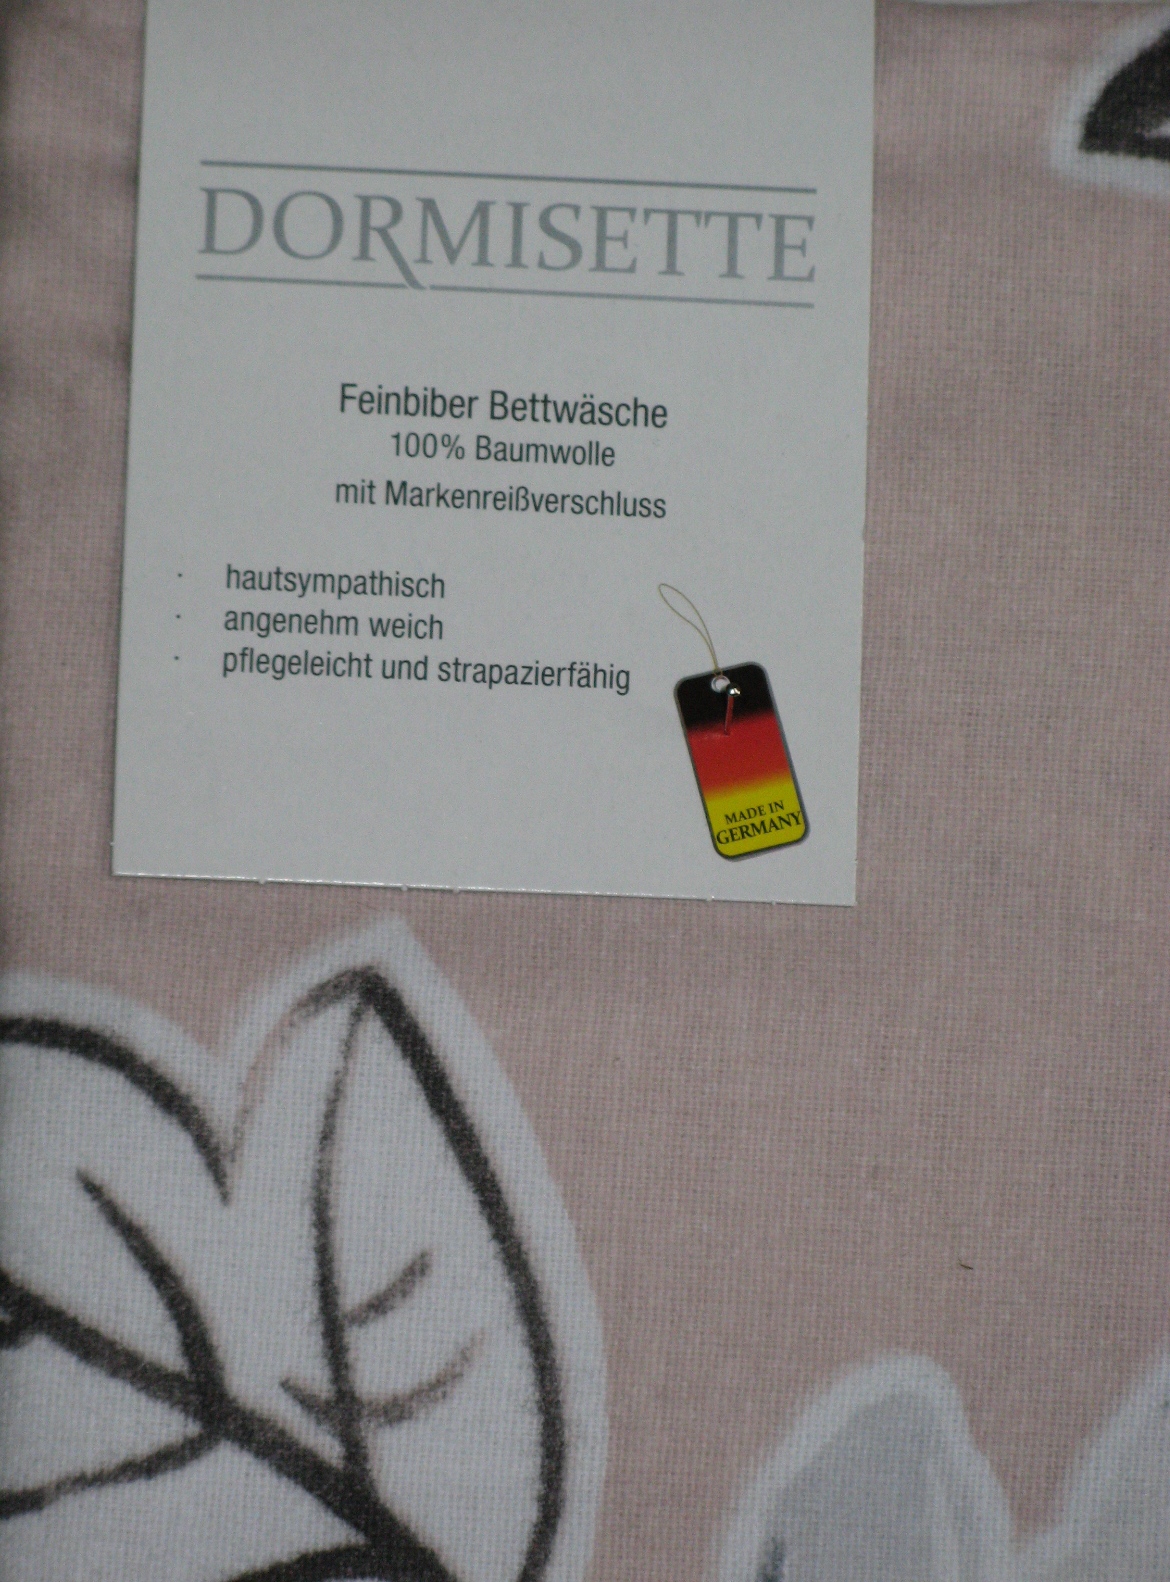 DORMISETTE
Feinbiber Bettwäsche
100% Baumwolle
mit Markenreißverschluss
· hautsympathisch
· angenehm weich
· pflegeleicht und strapazierfähig
MADE IN
GERMANY